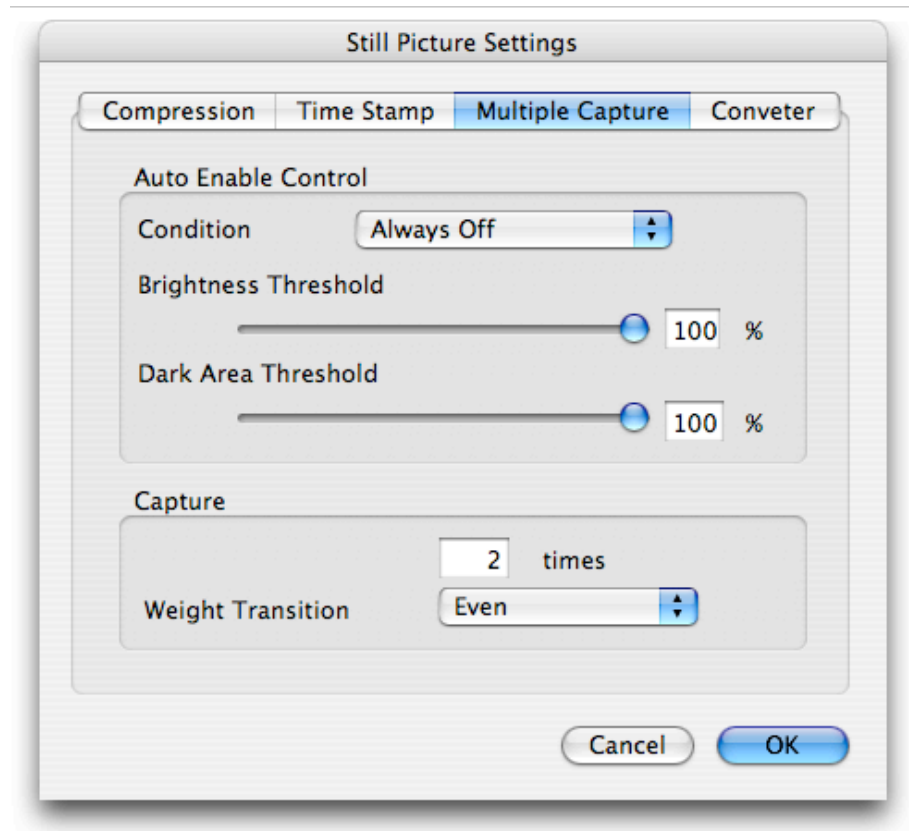 Still Picture Settings
Compression Time Stamp Multiple Capture Conveter
Auto Enable Control
Condition Always Off
Brightness Threshold
100 %
Dark Area Threshold
100 %
Capture
2 times
Weight Transition Even
Cancel OK